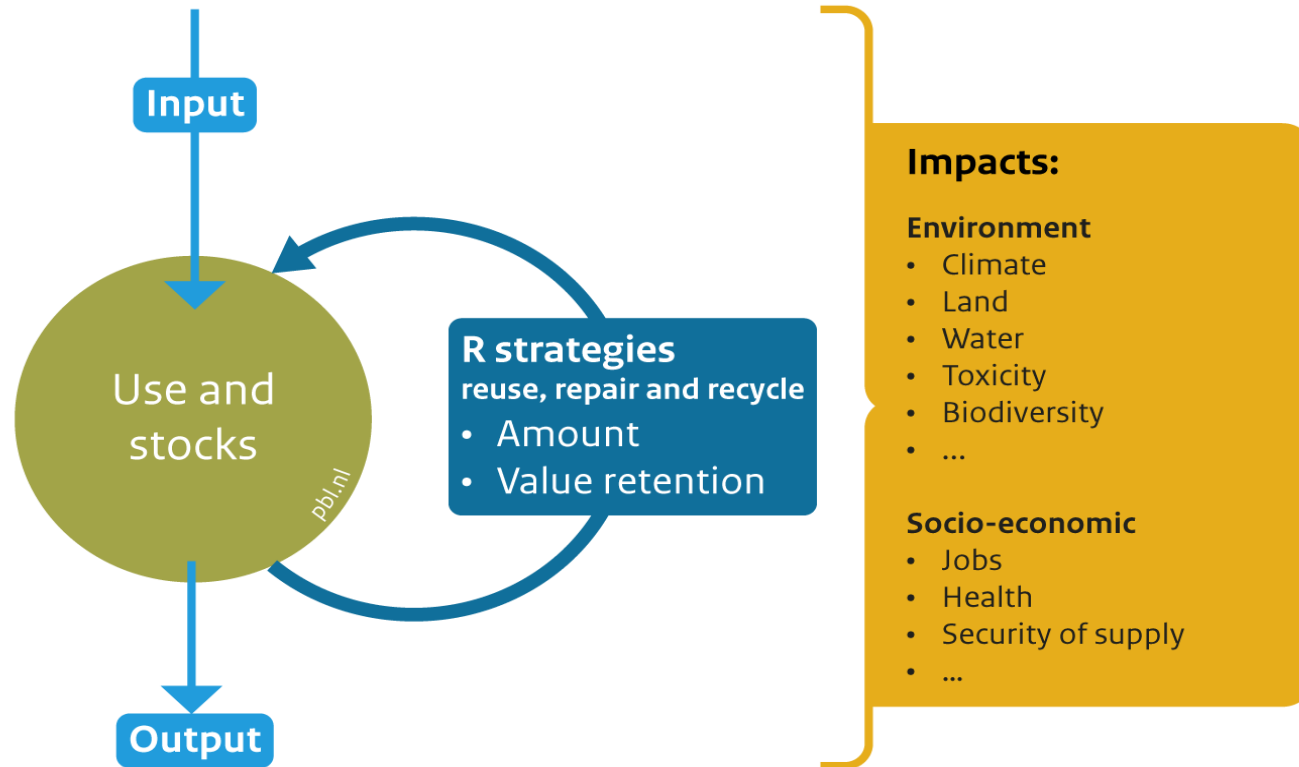 Input
Use and
stocks
pbl.nl
Output
R strategies
reuse, repair and recycle
• Amount
• Value retention
Impacts:
Environment
• Climate
• Land
• Water
• Toxicity
• Biodiversity
• ...
Socio-economic
• Jobs
• Health
• Security of supply
• ...